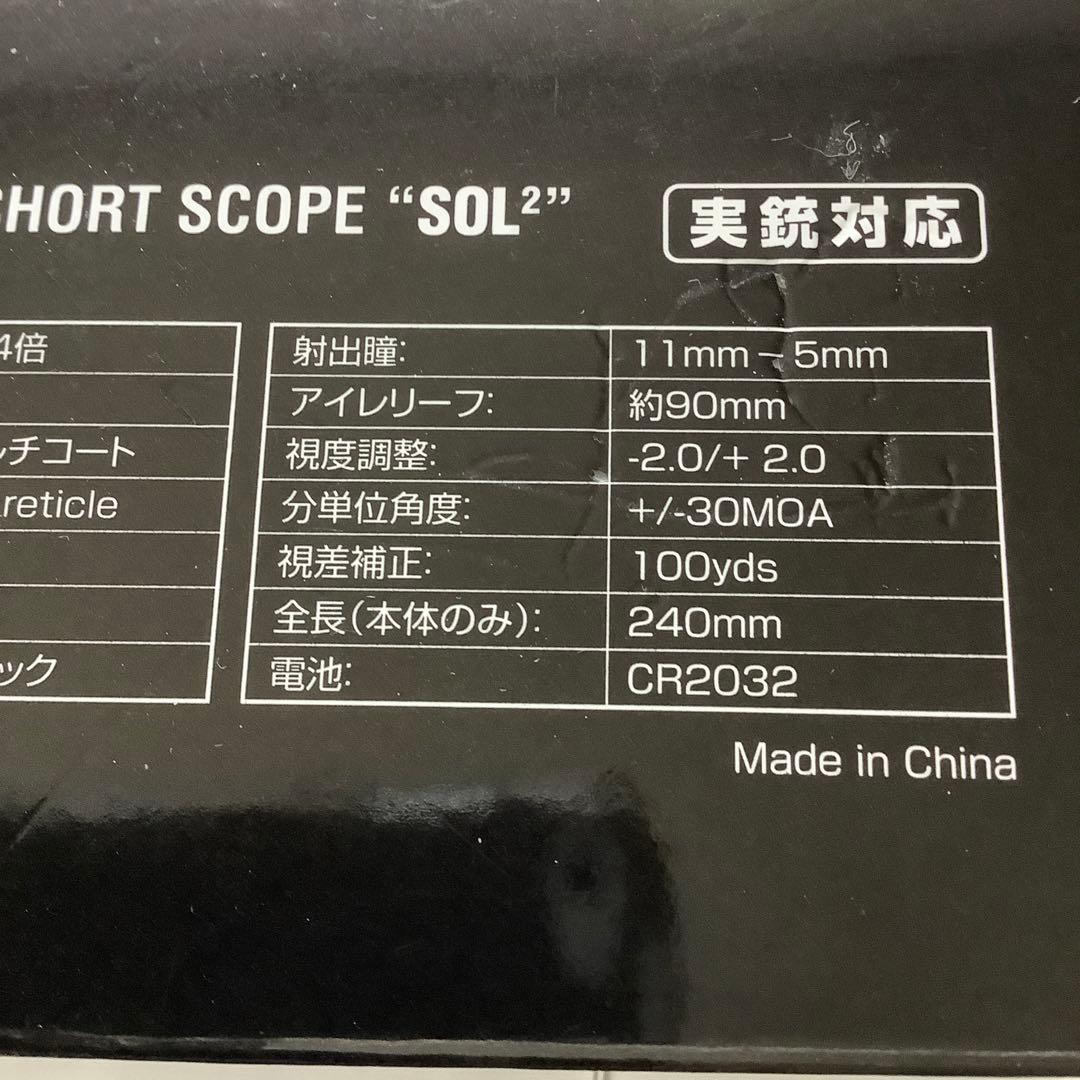 SHORT SCOPE “SOL²”
実銃対応
4倍
チコート
reticle
ック
射出瞳: 11mm – 5mm
アイレリーフ: 約90mm
視度調整: -2.0/+ 2.0
分単位角度: +/-30MOA
視差補正: 100yds
全長(本体のみ): 240mm
電池: CR2032
Made in China